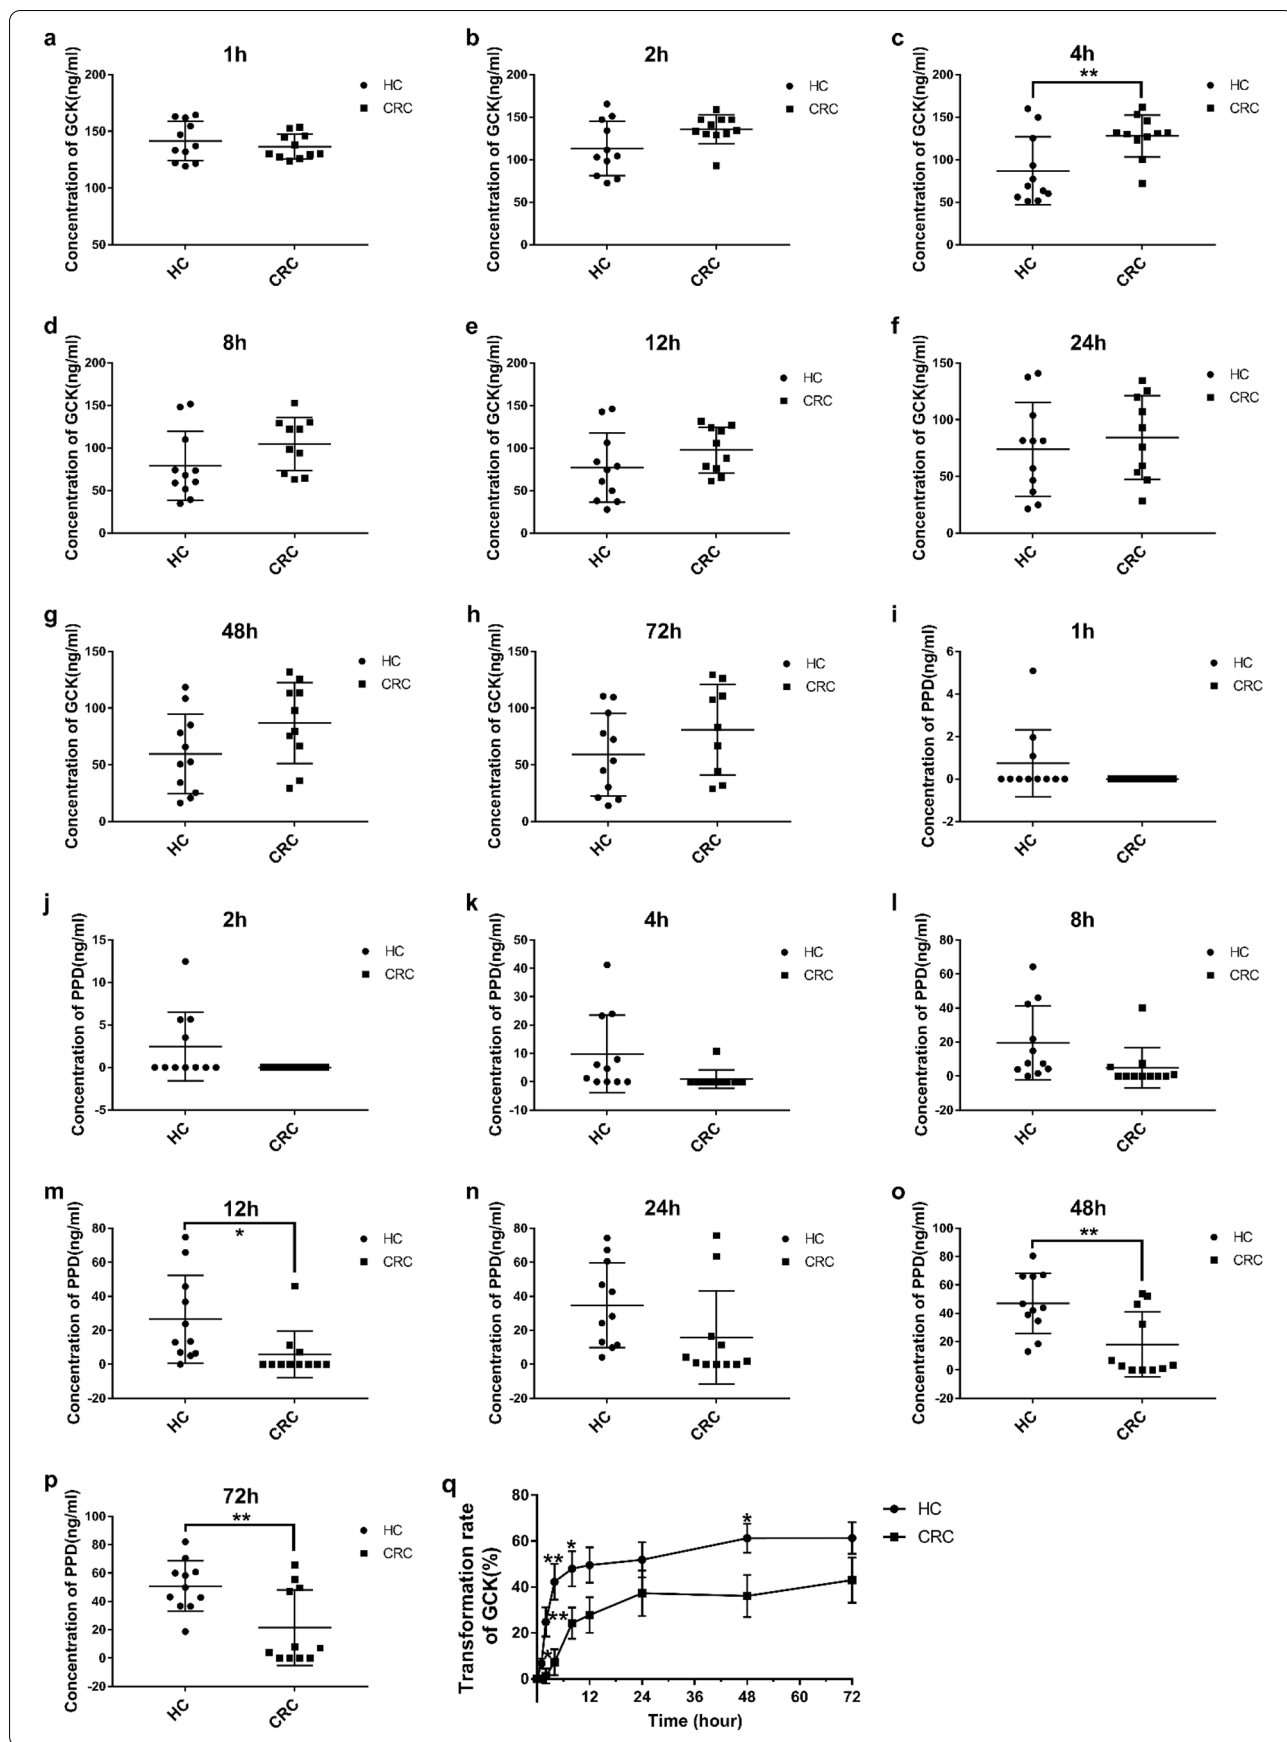 a
1h
Concentration of GCK(ng/ml)
200
150
100
50
HC
CRC
HC
CRC
b
2h
Concentration of GCK(ng/ml)
200
150
100
50
0
HC
CRC
HC
CRC
c
4h
Concentration of GCK(ng/ml)
200
150
100
50
0
**
HC
CRC
HC
CRC
d
8h
Concentration of GCK(ng/ml)
200
150
100
50
0
HC
CRC
HC
CRC
e
12h
Concentration of GCK(ng/ml)
200
150
100
50
0
HC
CRC
HC
CRC
f
24h
Concentration of GCK(ng/ml)
150
100
50
0
HC
CRC
HC
CRC
g
48h
Concentration of GCK(ng/ml)
150
100
50
0
HC
CRC
HC
CRC
h
72h
Concentration of GCK(ng/ml)
150
100
50
0
HC
CRC
HC
CRC
i
1h
Concentration of PPD(ng/ml)
6
4
2
0
-2
HC
CRC
HC
CRC
j
2h
Concentration of PPD(ng/ml)
15
10
5
0
-5
HC
CRC
HC
CRC
k
4h
Concentration of PPD(ng/ml)
50
40
30
20
10
0
-10
HC
CRC
HC
CRC
l
8h
Concentration of PPD(ng/ml)
80
60
40
20
0
-20
HC
CRC
HC
CRC
m
12h
Concentration of PPD(ng/ml)
80
60
40
20
0
-20
*
HC
CRC
HC
CRC
n
24h
Concentration of PPD(ng/ml)
80
60
40
20
0
-20
HC
CRC
HC
CRC
o
48h
Concentration of PPD(ng/ml)
100
80
60
40
20
0
-20
**
HC
CRC
HC
CRC
p
72h
Concentration of PPD(ng/ml)
100
80
60
40
20
0
-20
**
HC
CRC
HC
CRC
q
Transformation rate
of GCK(%)
80
60
40
20
0
**
*
*
**
*
HC
CRC
12
24
36
48
60
72
Time (hour)